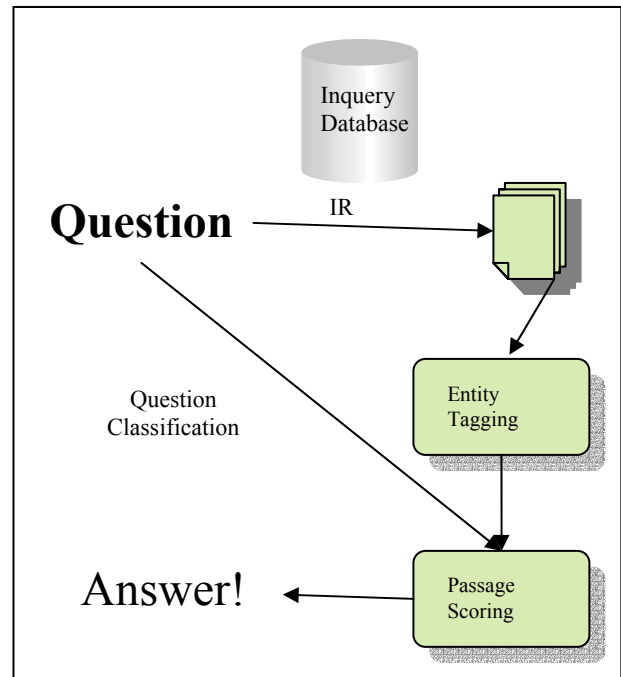 Inquery
Database
IR
Question
Entity
Tagging
Question
Classification
Passage
Scoring
Answer!